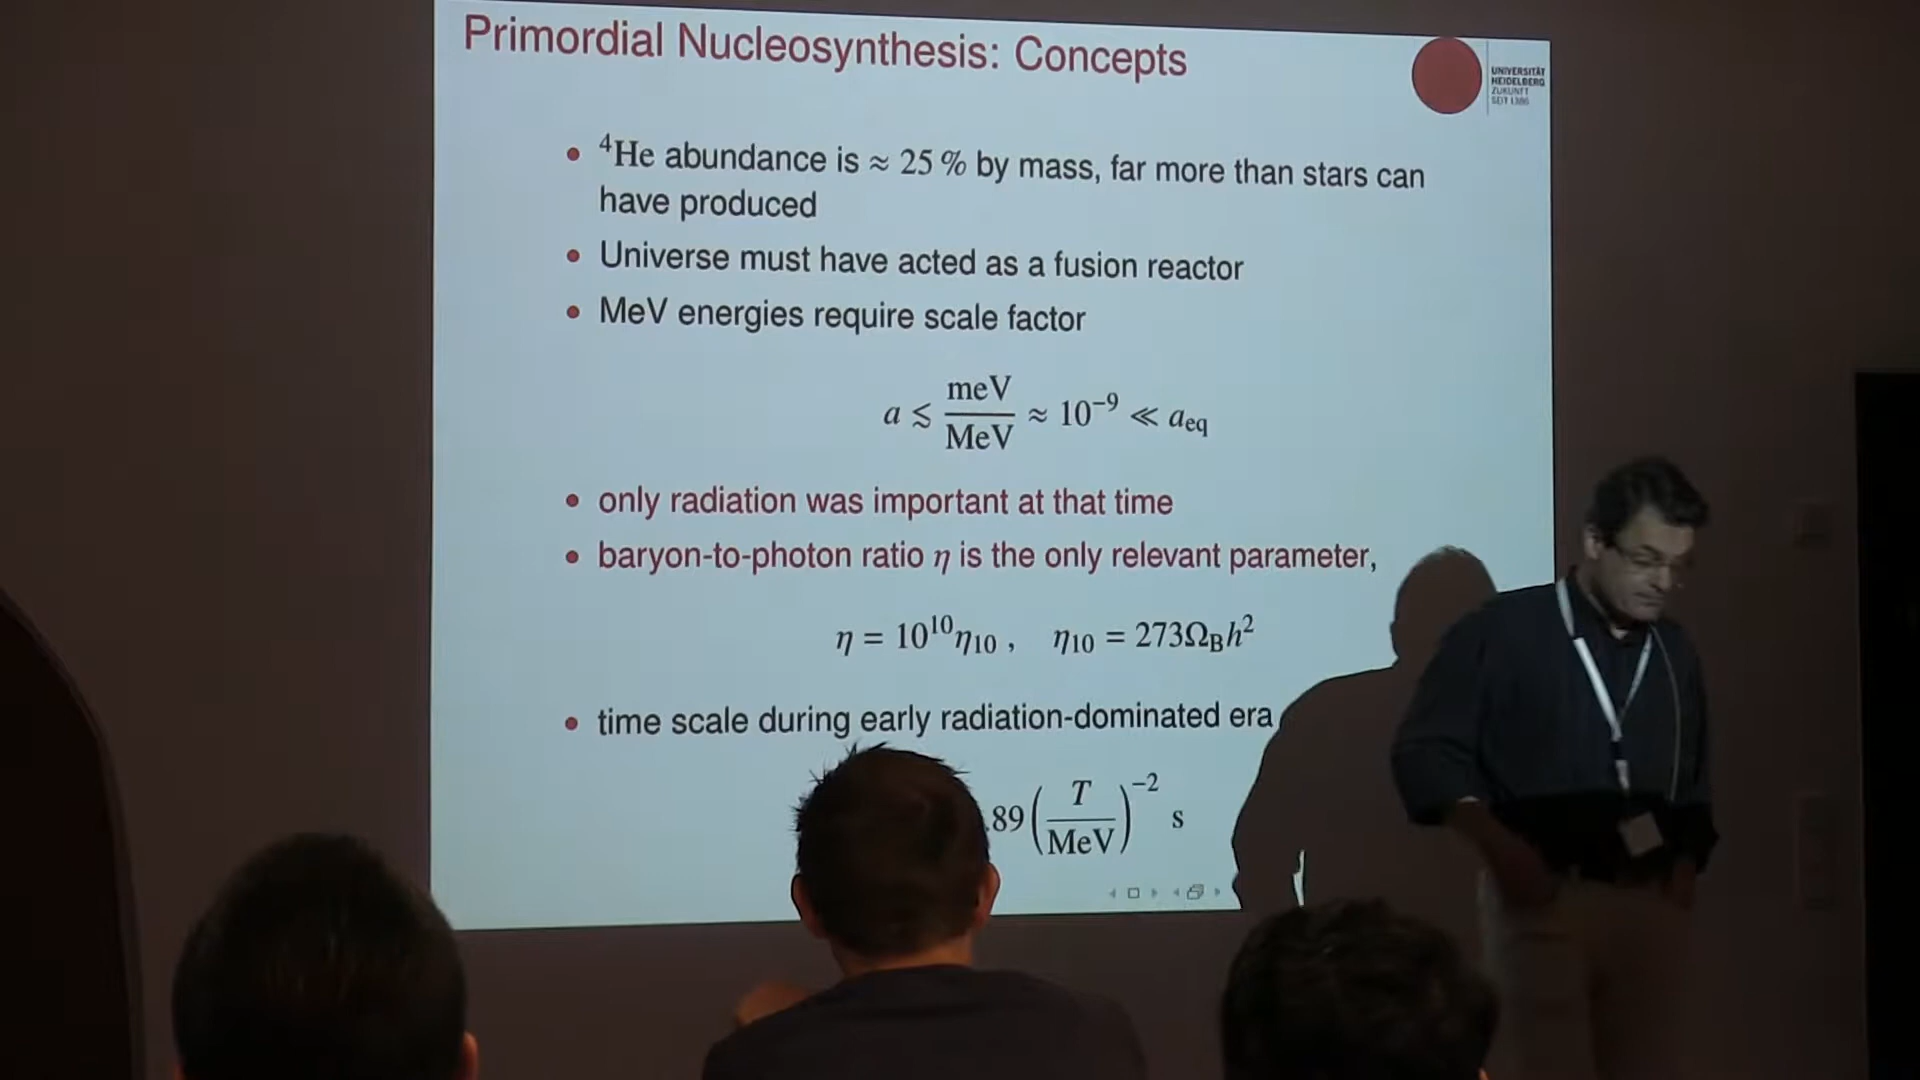 Primordial Nucleosynthesis: Concepts
UNIVERSITÄT
HEIDELBERG
ZUKUNFT
SEIT 1386
• ⁴He abundance is ≈ 25 % by mass, far more than stars can
have produced
• Universe must have acted as a fusion reactor
• MeV energies require scale factor
a ≲ meV/MeV ≈ 10⁻⁹ ≪ a_eq
• only radiation was important at that time
• baryon-to-photon ratio η is the only relevant parameter,
η = 10¹⁰η₁₀ , η₁₀ = 273Ω_Bh²
• time scale during early radiation-dominated era
.89 (T/MeV)⁻² s